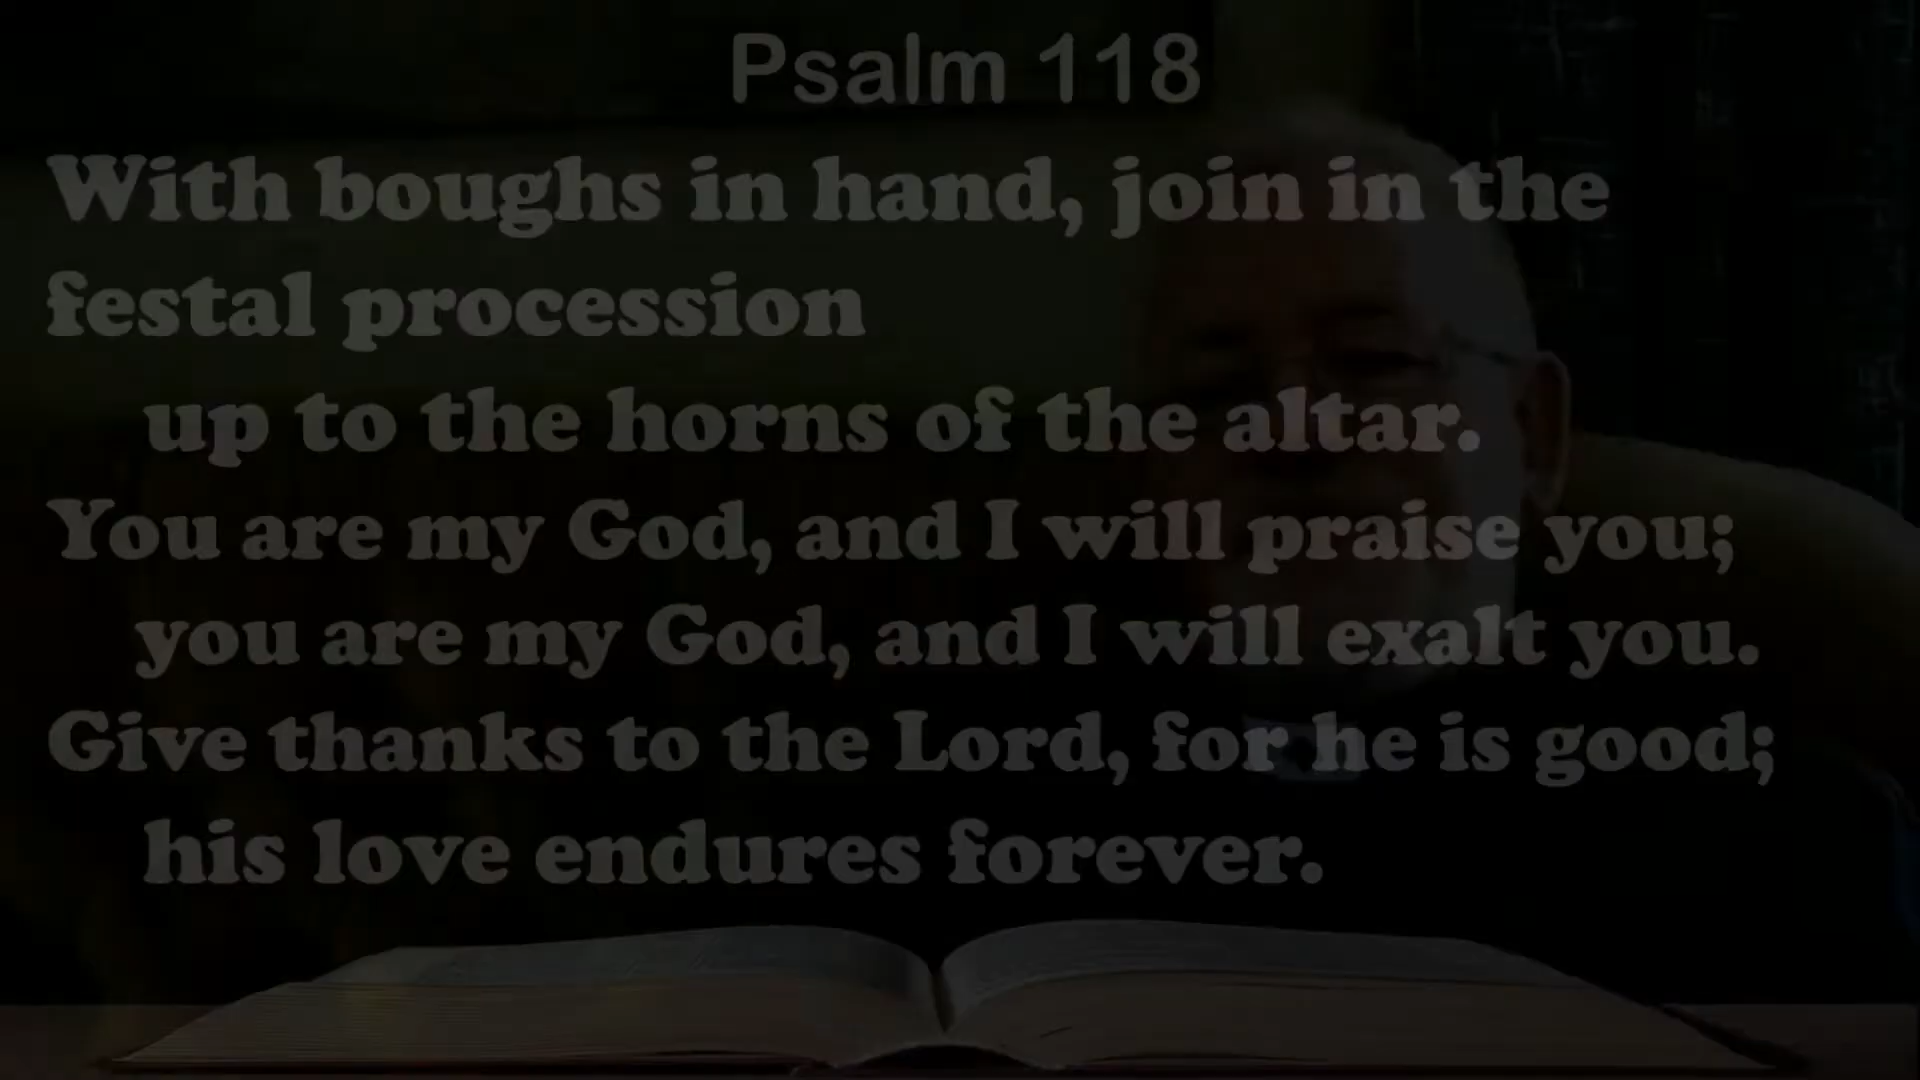 Psalm 118
With boughs in hand, join in the
festal procession
up to the horns of the altar.
You are my God, and I will praise you;
you are my God, and I will exalt you.
Give thanks to the Lord, for he is good;
his love endures forever.